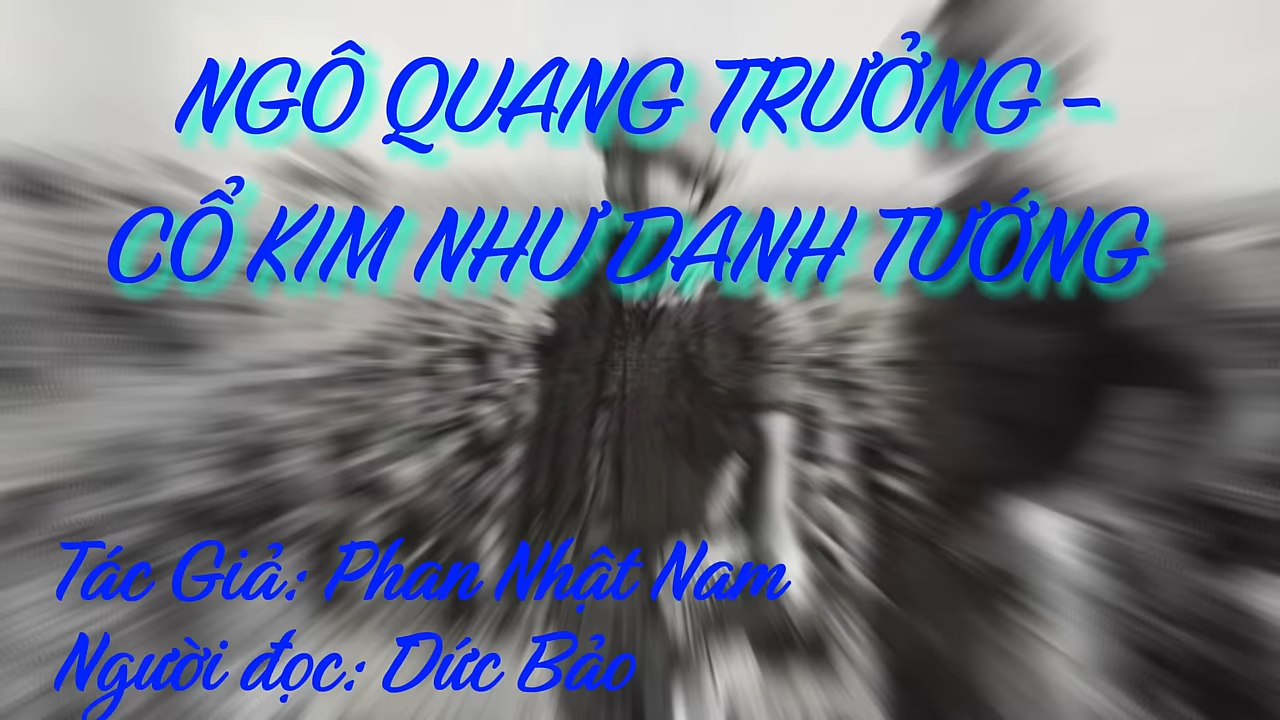 NGÔ QUANG TRƯỞNG -
CỔ KIM NHƯ DANH TƯỚNG
Tác Giả: Phan Nhật Nam
Người đọc: Dức Bảo